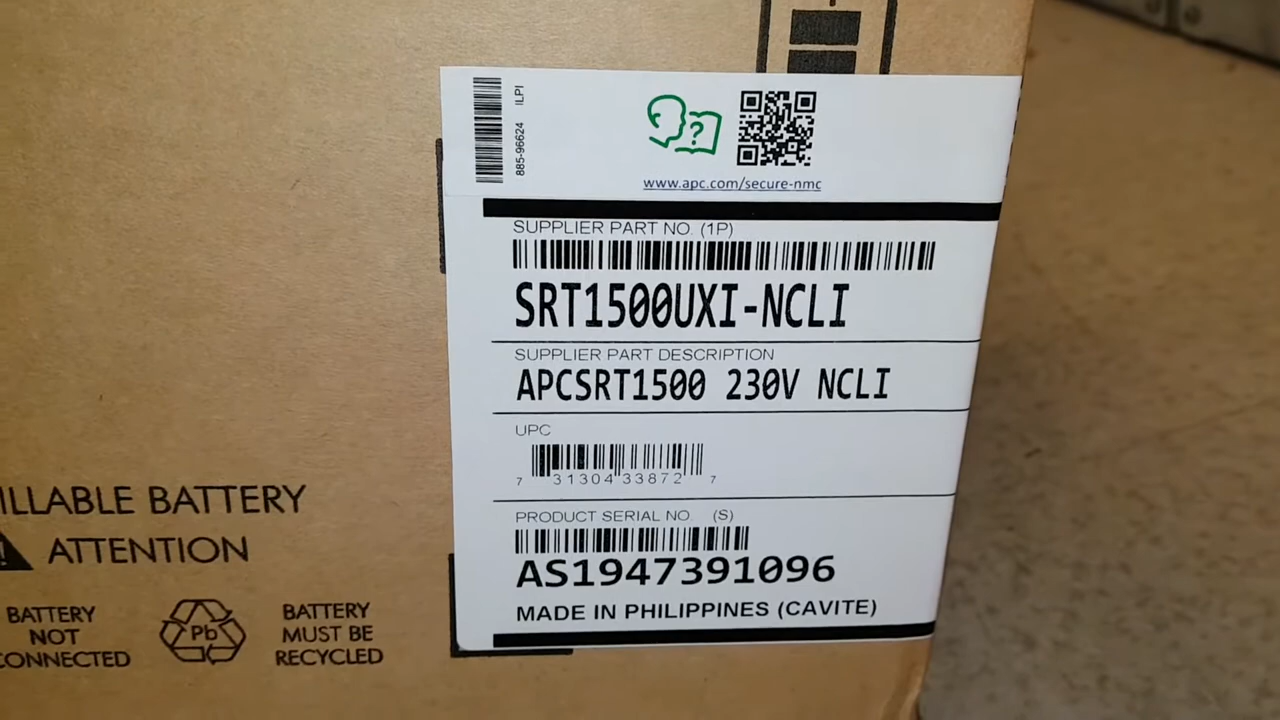 885-96624 ILPI
?
www.apc.com/secure-nmc
SUPPLIER PART NO. (1P)
SRT1500UXI-NCLI
SUPPLIER PART DESCRIPTION
APCSRT1500 230V NCLI
UPC
7 31304 33872 7
PRODUCT SERIAL NO. (S)
AS1947391096
MADE IN PHILIPPINES (CAVITE)
ILLABLE BATTERY
! ATTENTION
BATTERY
NOT
CONNECTED
Pb
BATTERY
MUST BE
RECYCLED